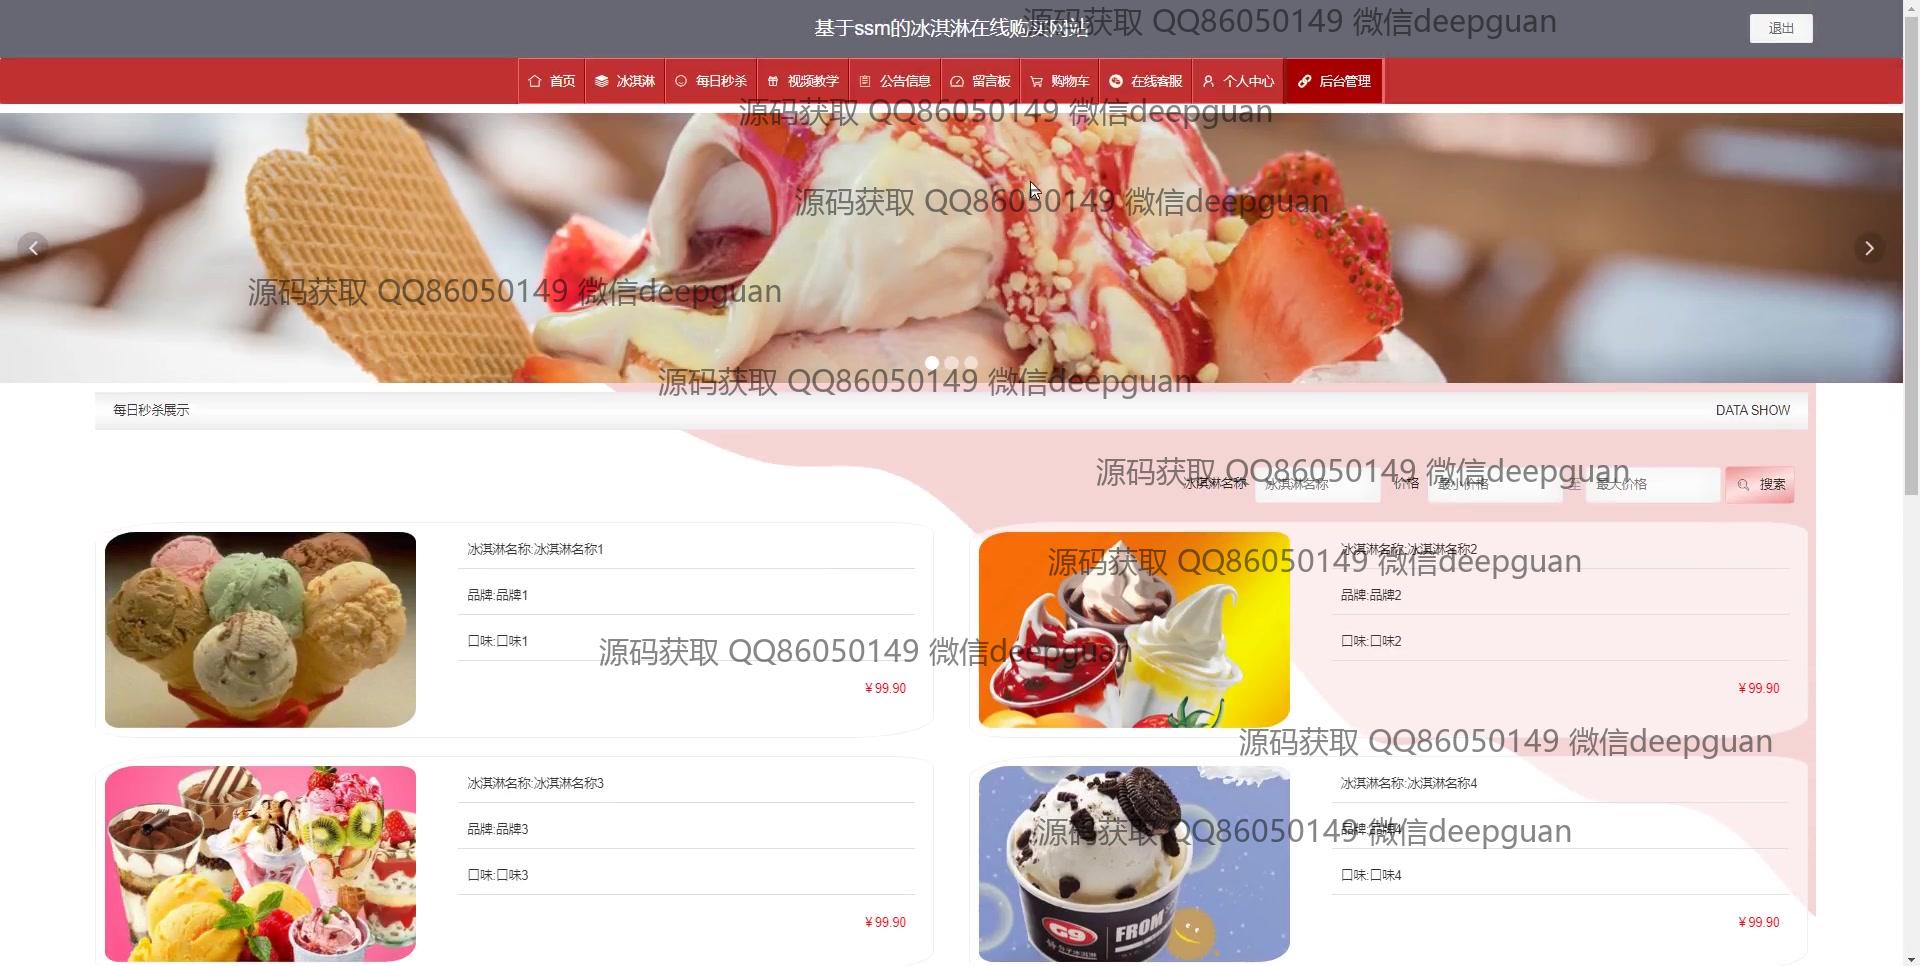 基于ssm的冰淇淋在线购买网站
源码获取 QQ86050149 微信deepguan
退出
首页
冰淇淋
每日秒杀
视频教学
公告信息
留言板
购物车
在线客服
个人中心
后台管理
源码获取 QQ86050149 微信deepguan
源码获取 QQ86050149 微信deepguan
源码获取 QQ86050149 微信deepguan
源码获取 QQ86050149 微信deepguan
每日秒杀展示
DATA SHOW
源码获取 QQ86050149 微信deepguan
冰淇淋名称 冰淇淋名称 价格 最小价格 至 最大价格 搜索
冰淇淋名称:冰淇淋名称1
品牌:品牌1
口味:口味1
￥99.90
冰淇淋名称:冰淇淋名称2
源码获取 QQ86050149 微信deepguan
品牌:品牌2
口味:口味2
￥99.90
源码获取 QQ86050149 微信deepguan
源码获取 QQ86050149 微信deepguan
冰淇淋名称:冰淇淋名称3
品牌:品牌3
口味:口味3
￥99.90
冰淇淋名称:冰淇淋名称4
品牌:品牌4
源码获取 QQ86050149 微信deepguan
口味:口味4
￥99.90
G9
FROM